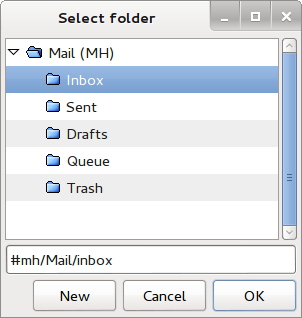 Select folder
Mail (MH)
Inbox
Sent
Drafts
Queue
Trash
#mh/Mail/inbox
New Cancel OK